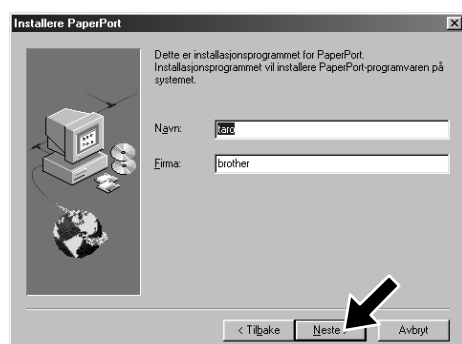 Installere PaperPort
Dette er installasjonsprogrammet for PaperPort.
Installasjonsprogrammet vil installere PaperPort-programvaren på
systemet.
Navn: taro
Firma: brother
< Tilbake Neste Avbryt